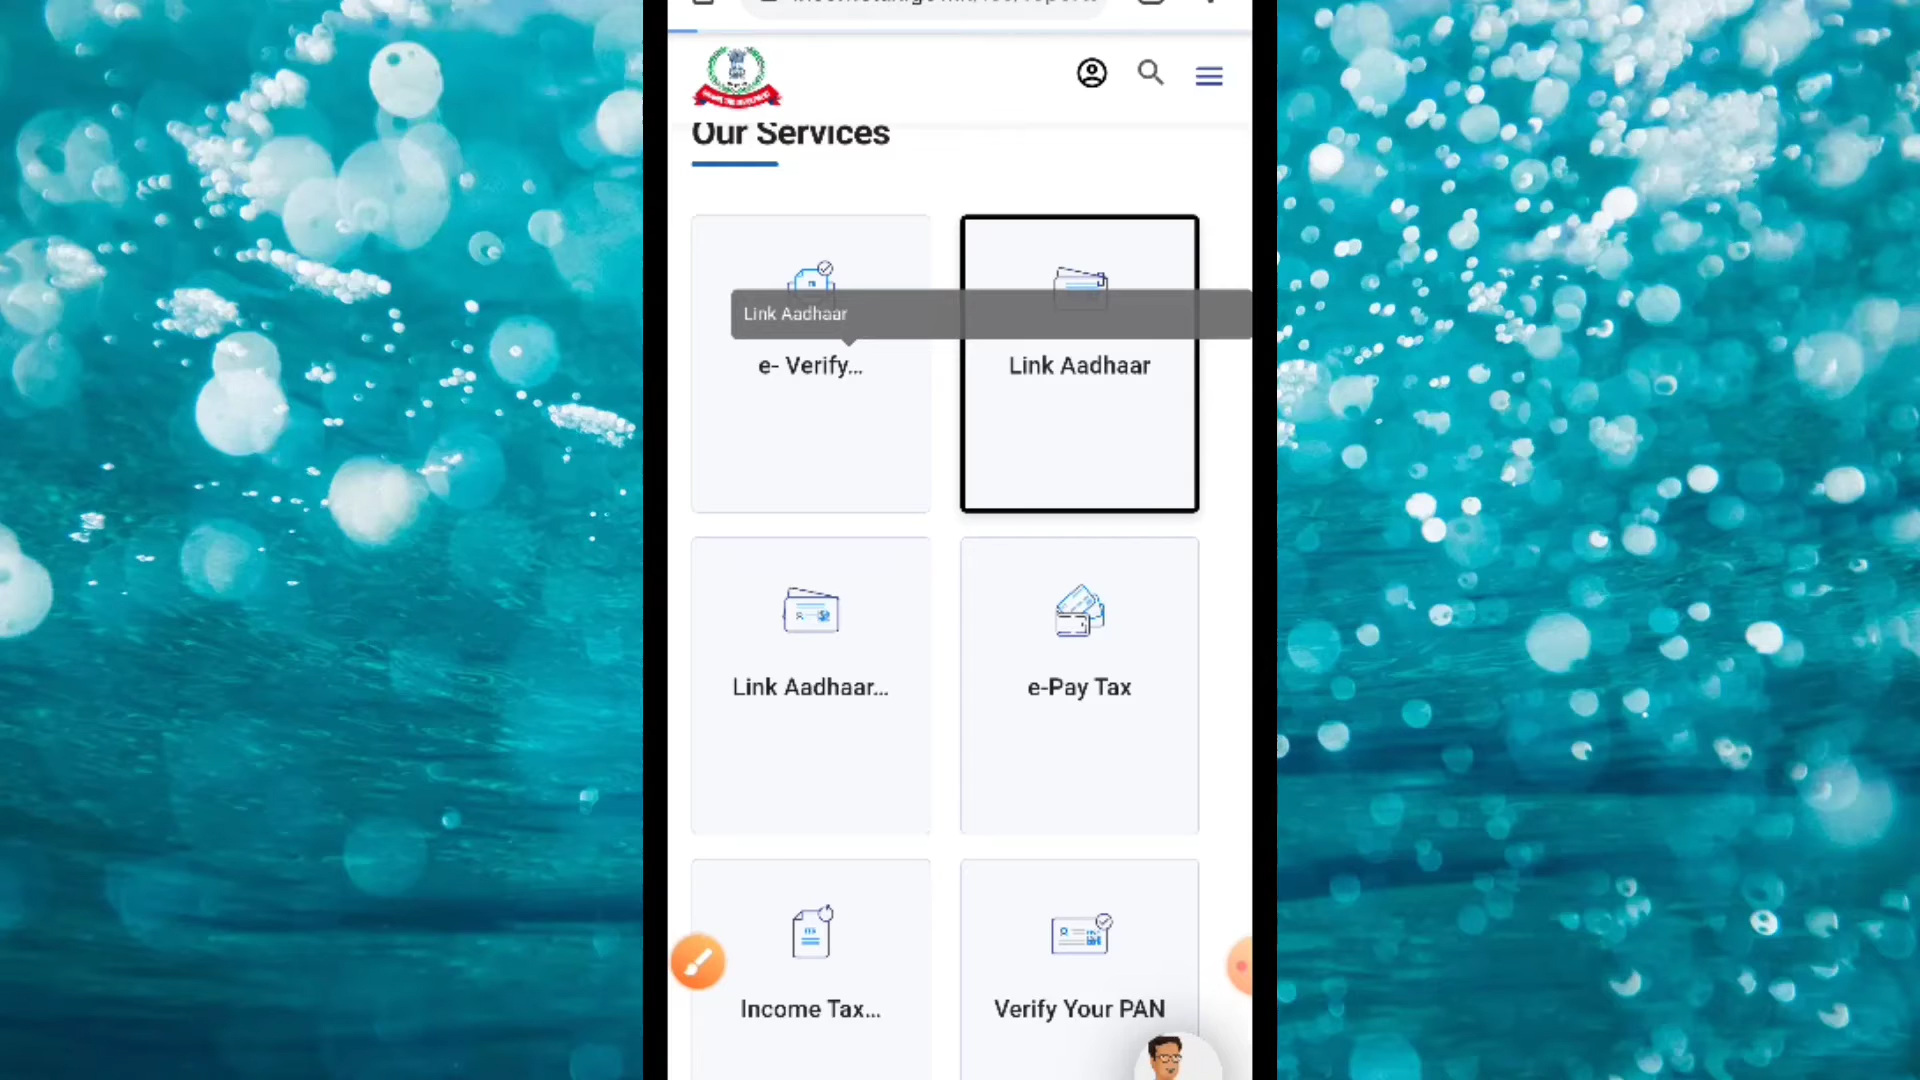 Our Services
Link Aadhaar
e- Verify...
Link Aadhaar
Link Aadhaar...
e-Pay Tax
Income Tax...
Verify Your PAN